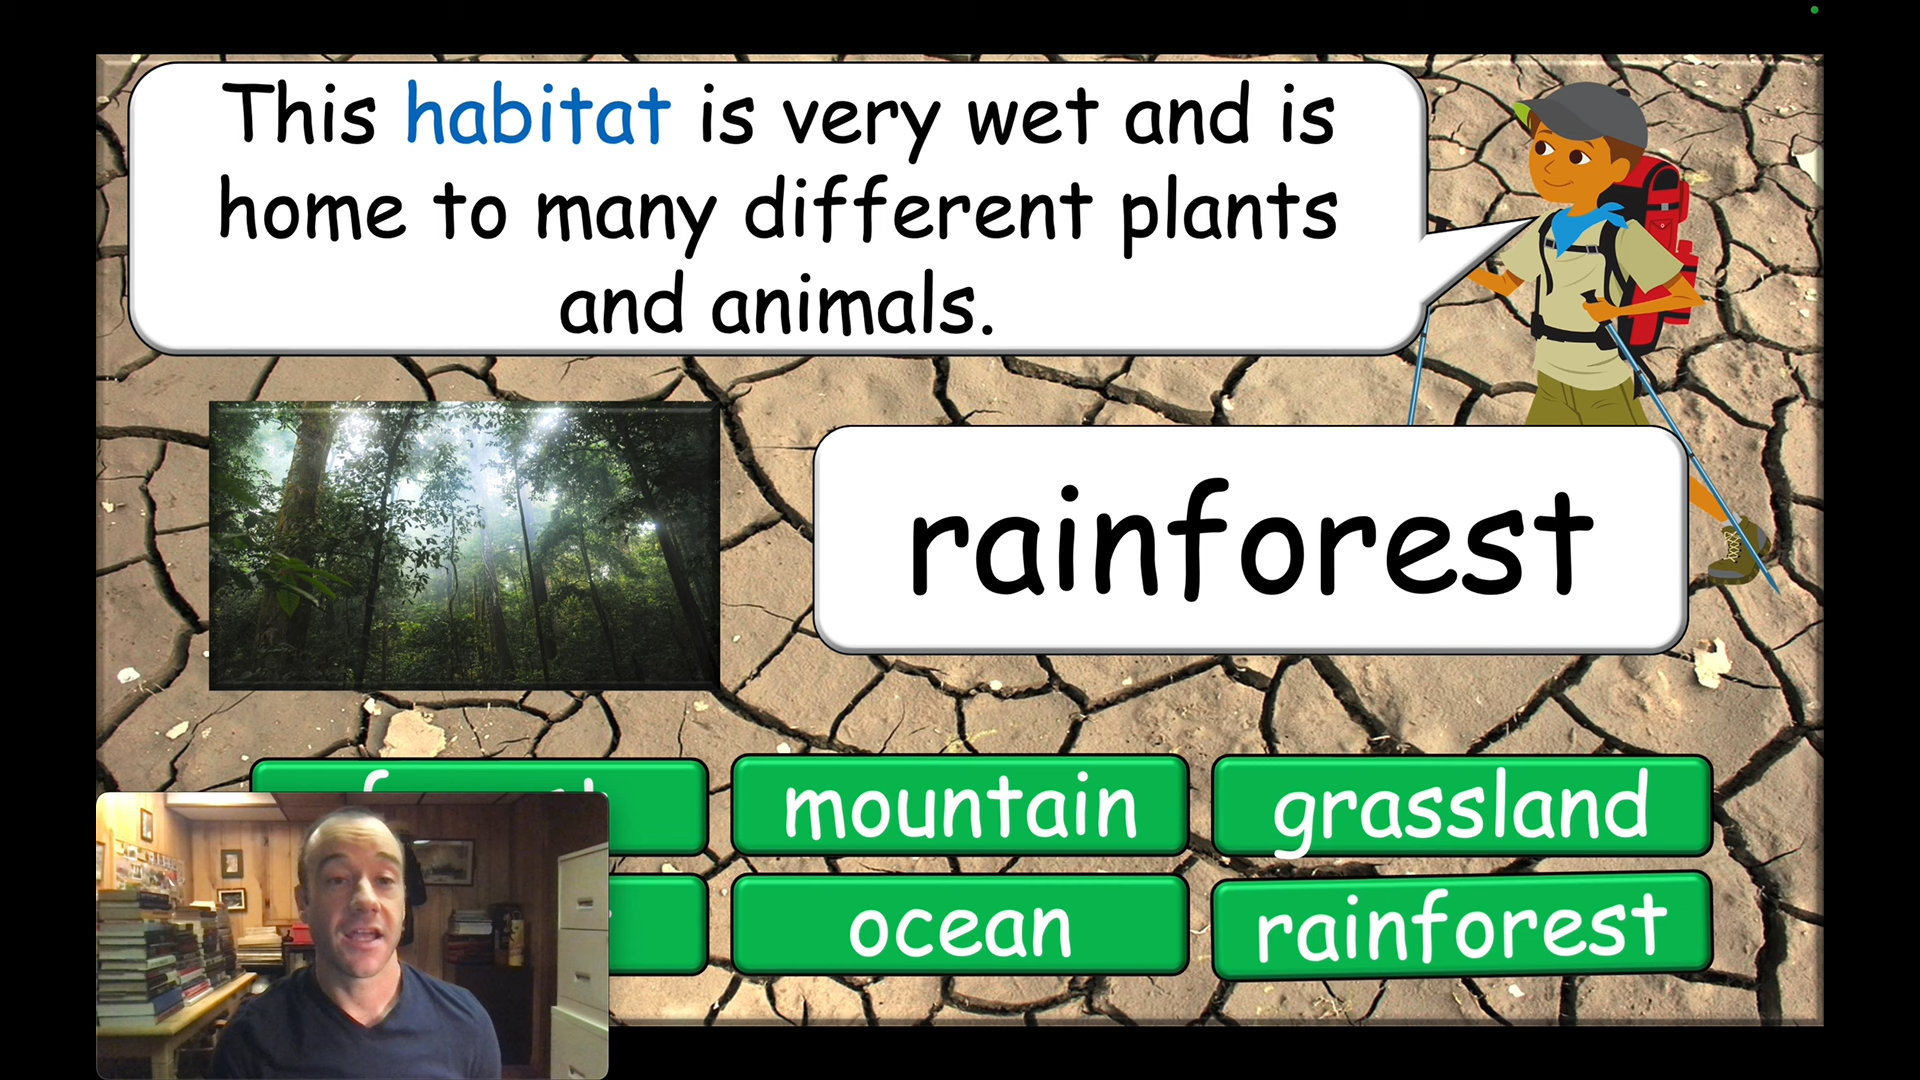 This habitat is very wet and is
home to many different plants
and animals.
rainforest
mountain
grassland
ocean
rainforest